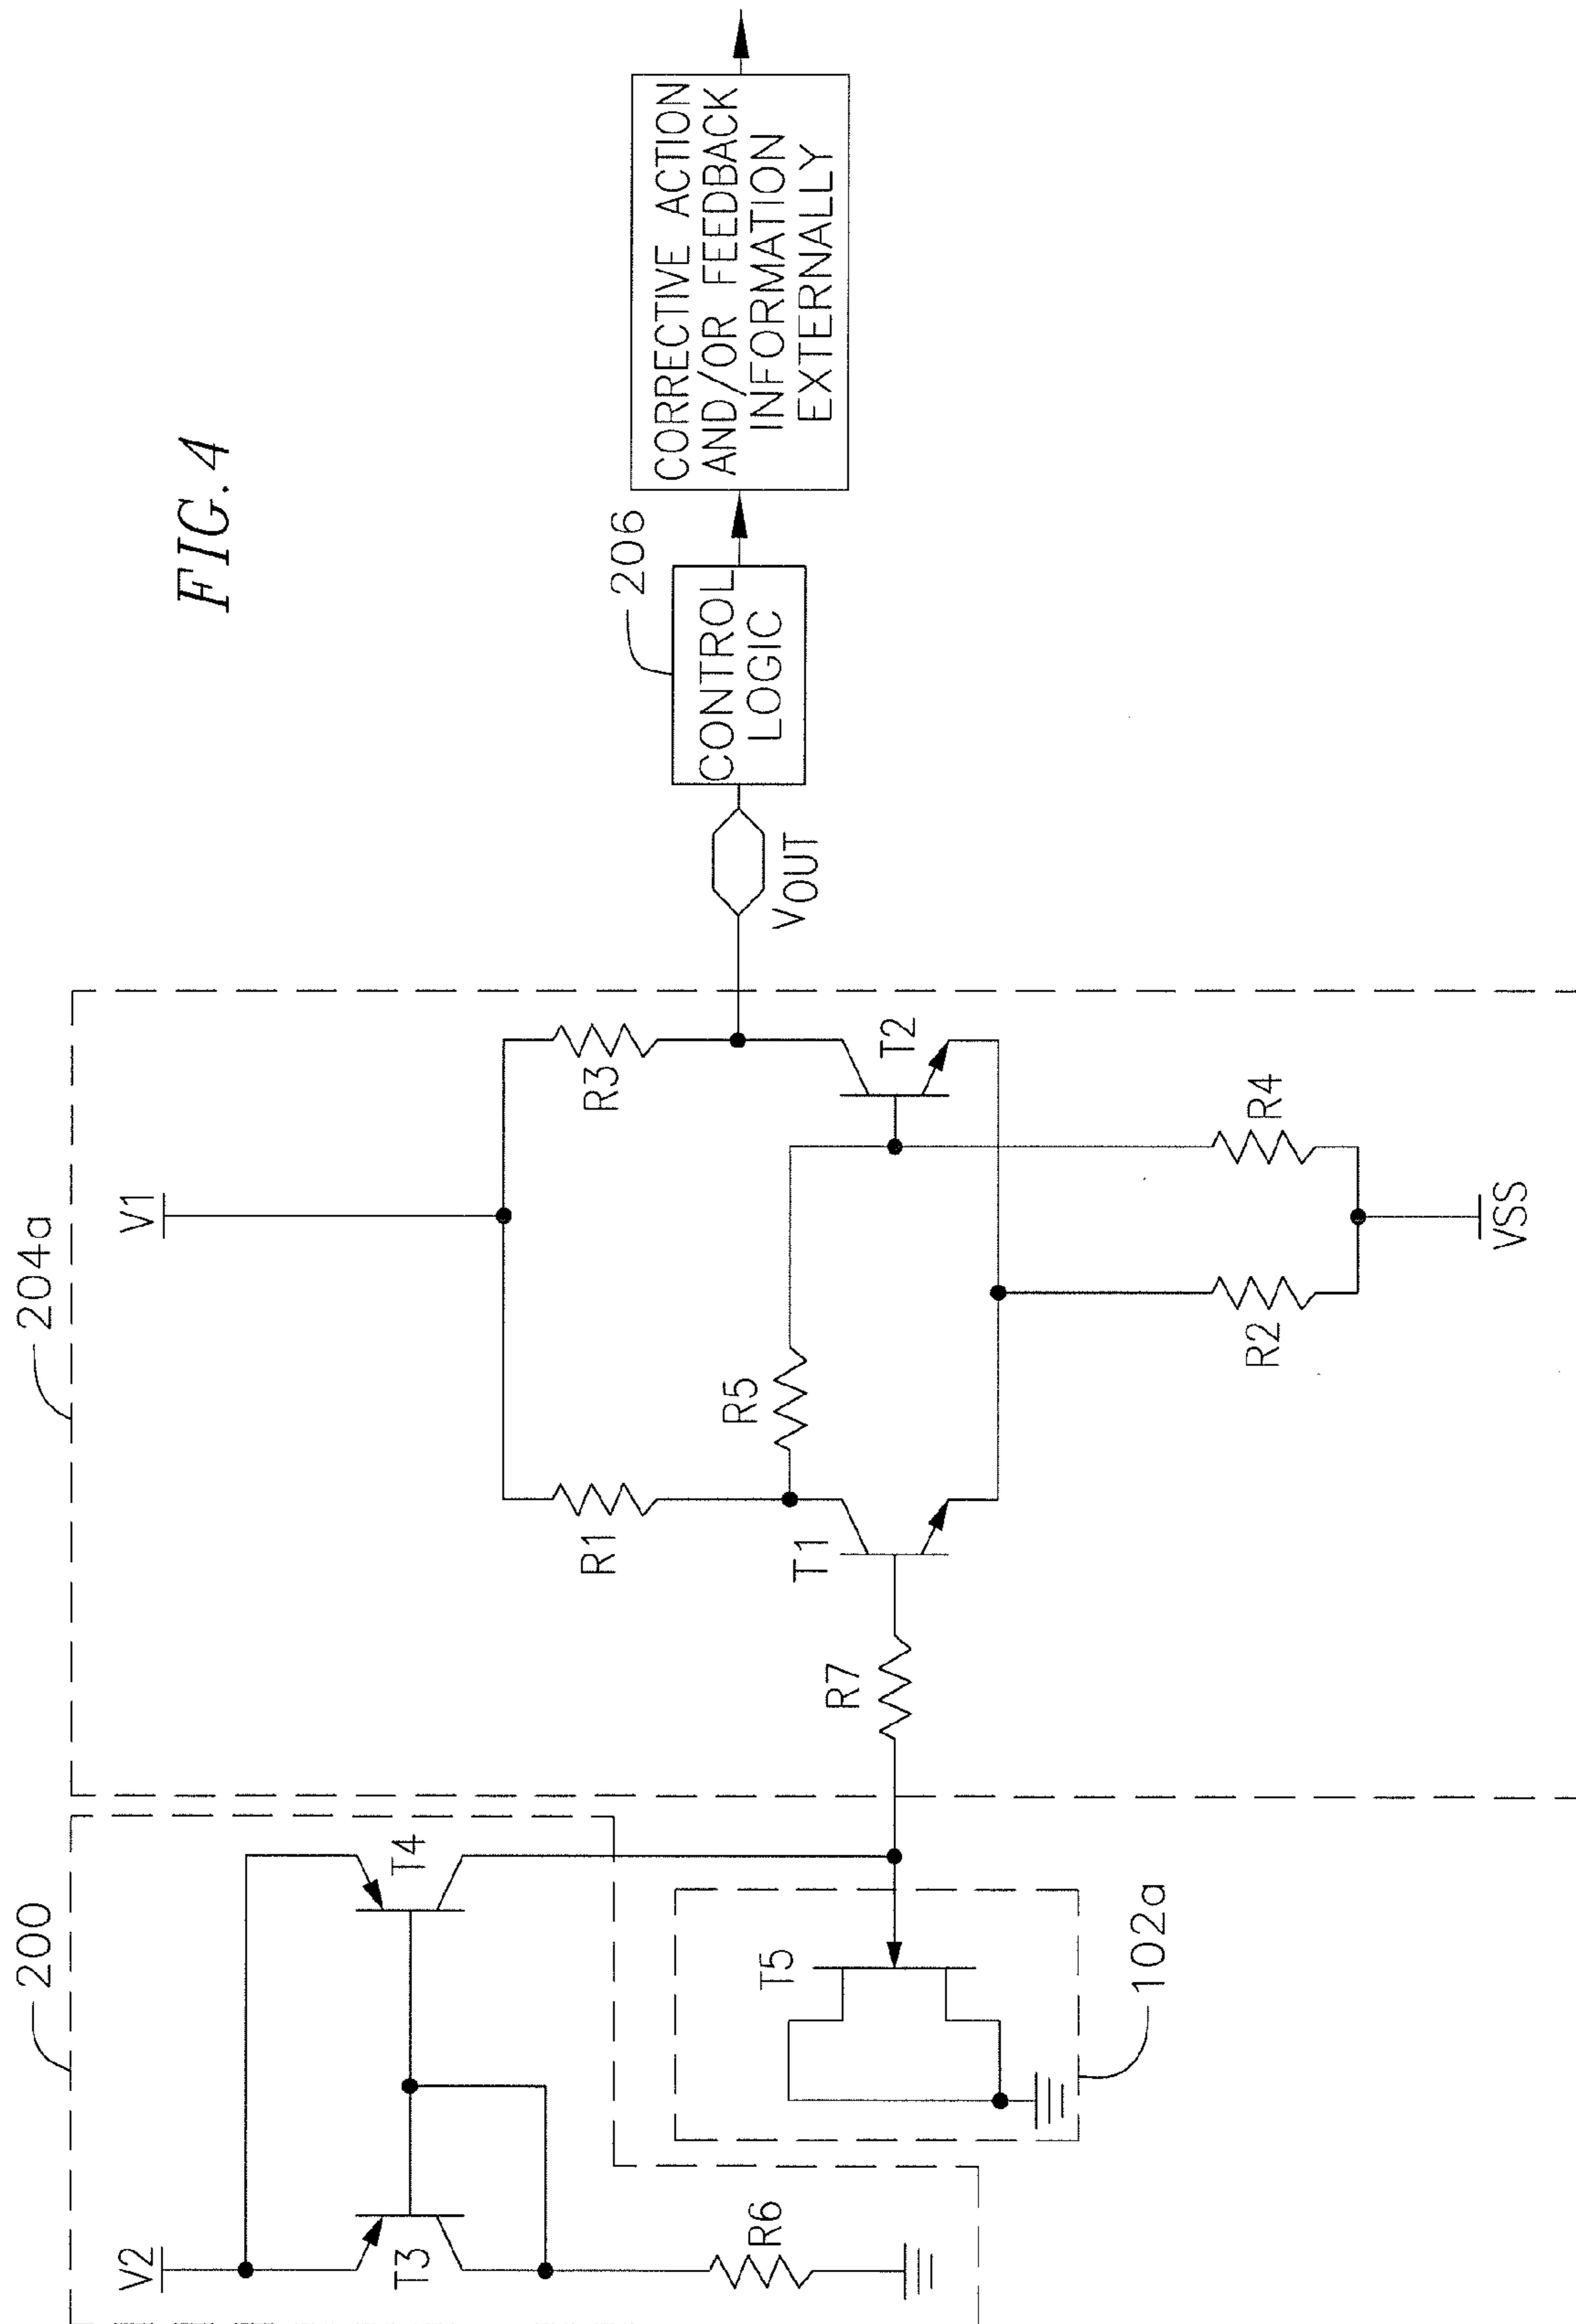 FIG. 4
200
204a
V2
V1
T3
T4
R6
T5
102a
R7
R1
R3
T1
R5
T2
R2
R4
VSS
VOUT
CONTROL
LOGIC
206
CORRECTIVE ACTION
AND/OR FEEDBACK
INFORMATION
EXTERNALLY